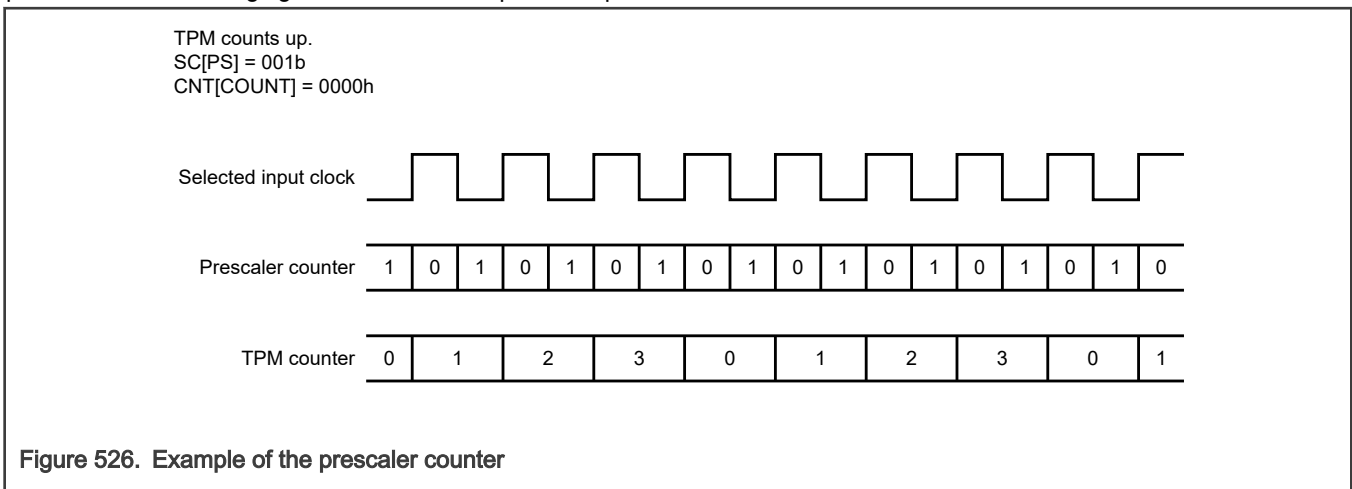 TPM counts up.
SC[PS] = 001b
CNT[COUNT] = 0000h
Selected input clock
Prescaler counter 1 0 1 0 1 0 1 0 1 0 1 0 1 0 1 0 1 0
TPM counter 0 1 2 3 0 1 2 3 0 1
Figure 526. Example of the prescaler counter